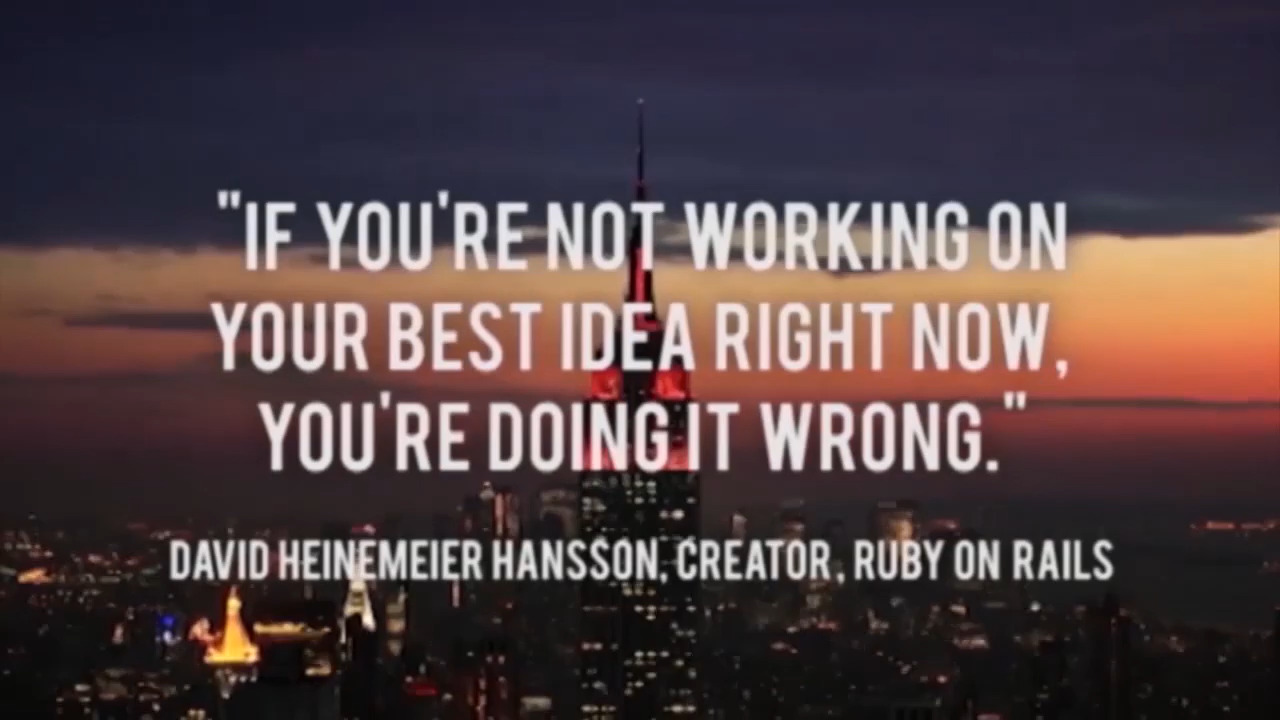 "IF YOU'RE NOT WORKING ON
YOUR BEST IDEA RIGHT NOW,
YOU'RE DOING IT WRONG."
DAVID HEINEMEIER HANSSON, CREATOR, RUBY ON RAILS